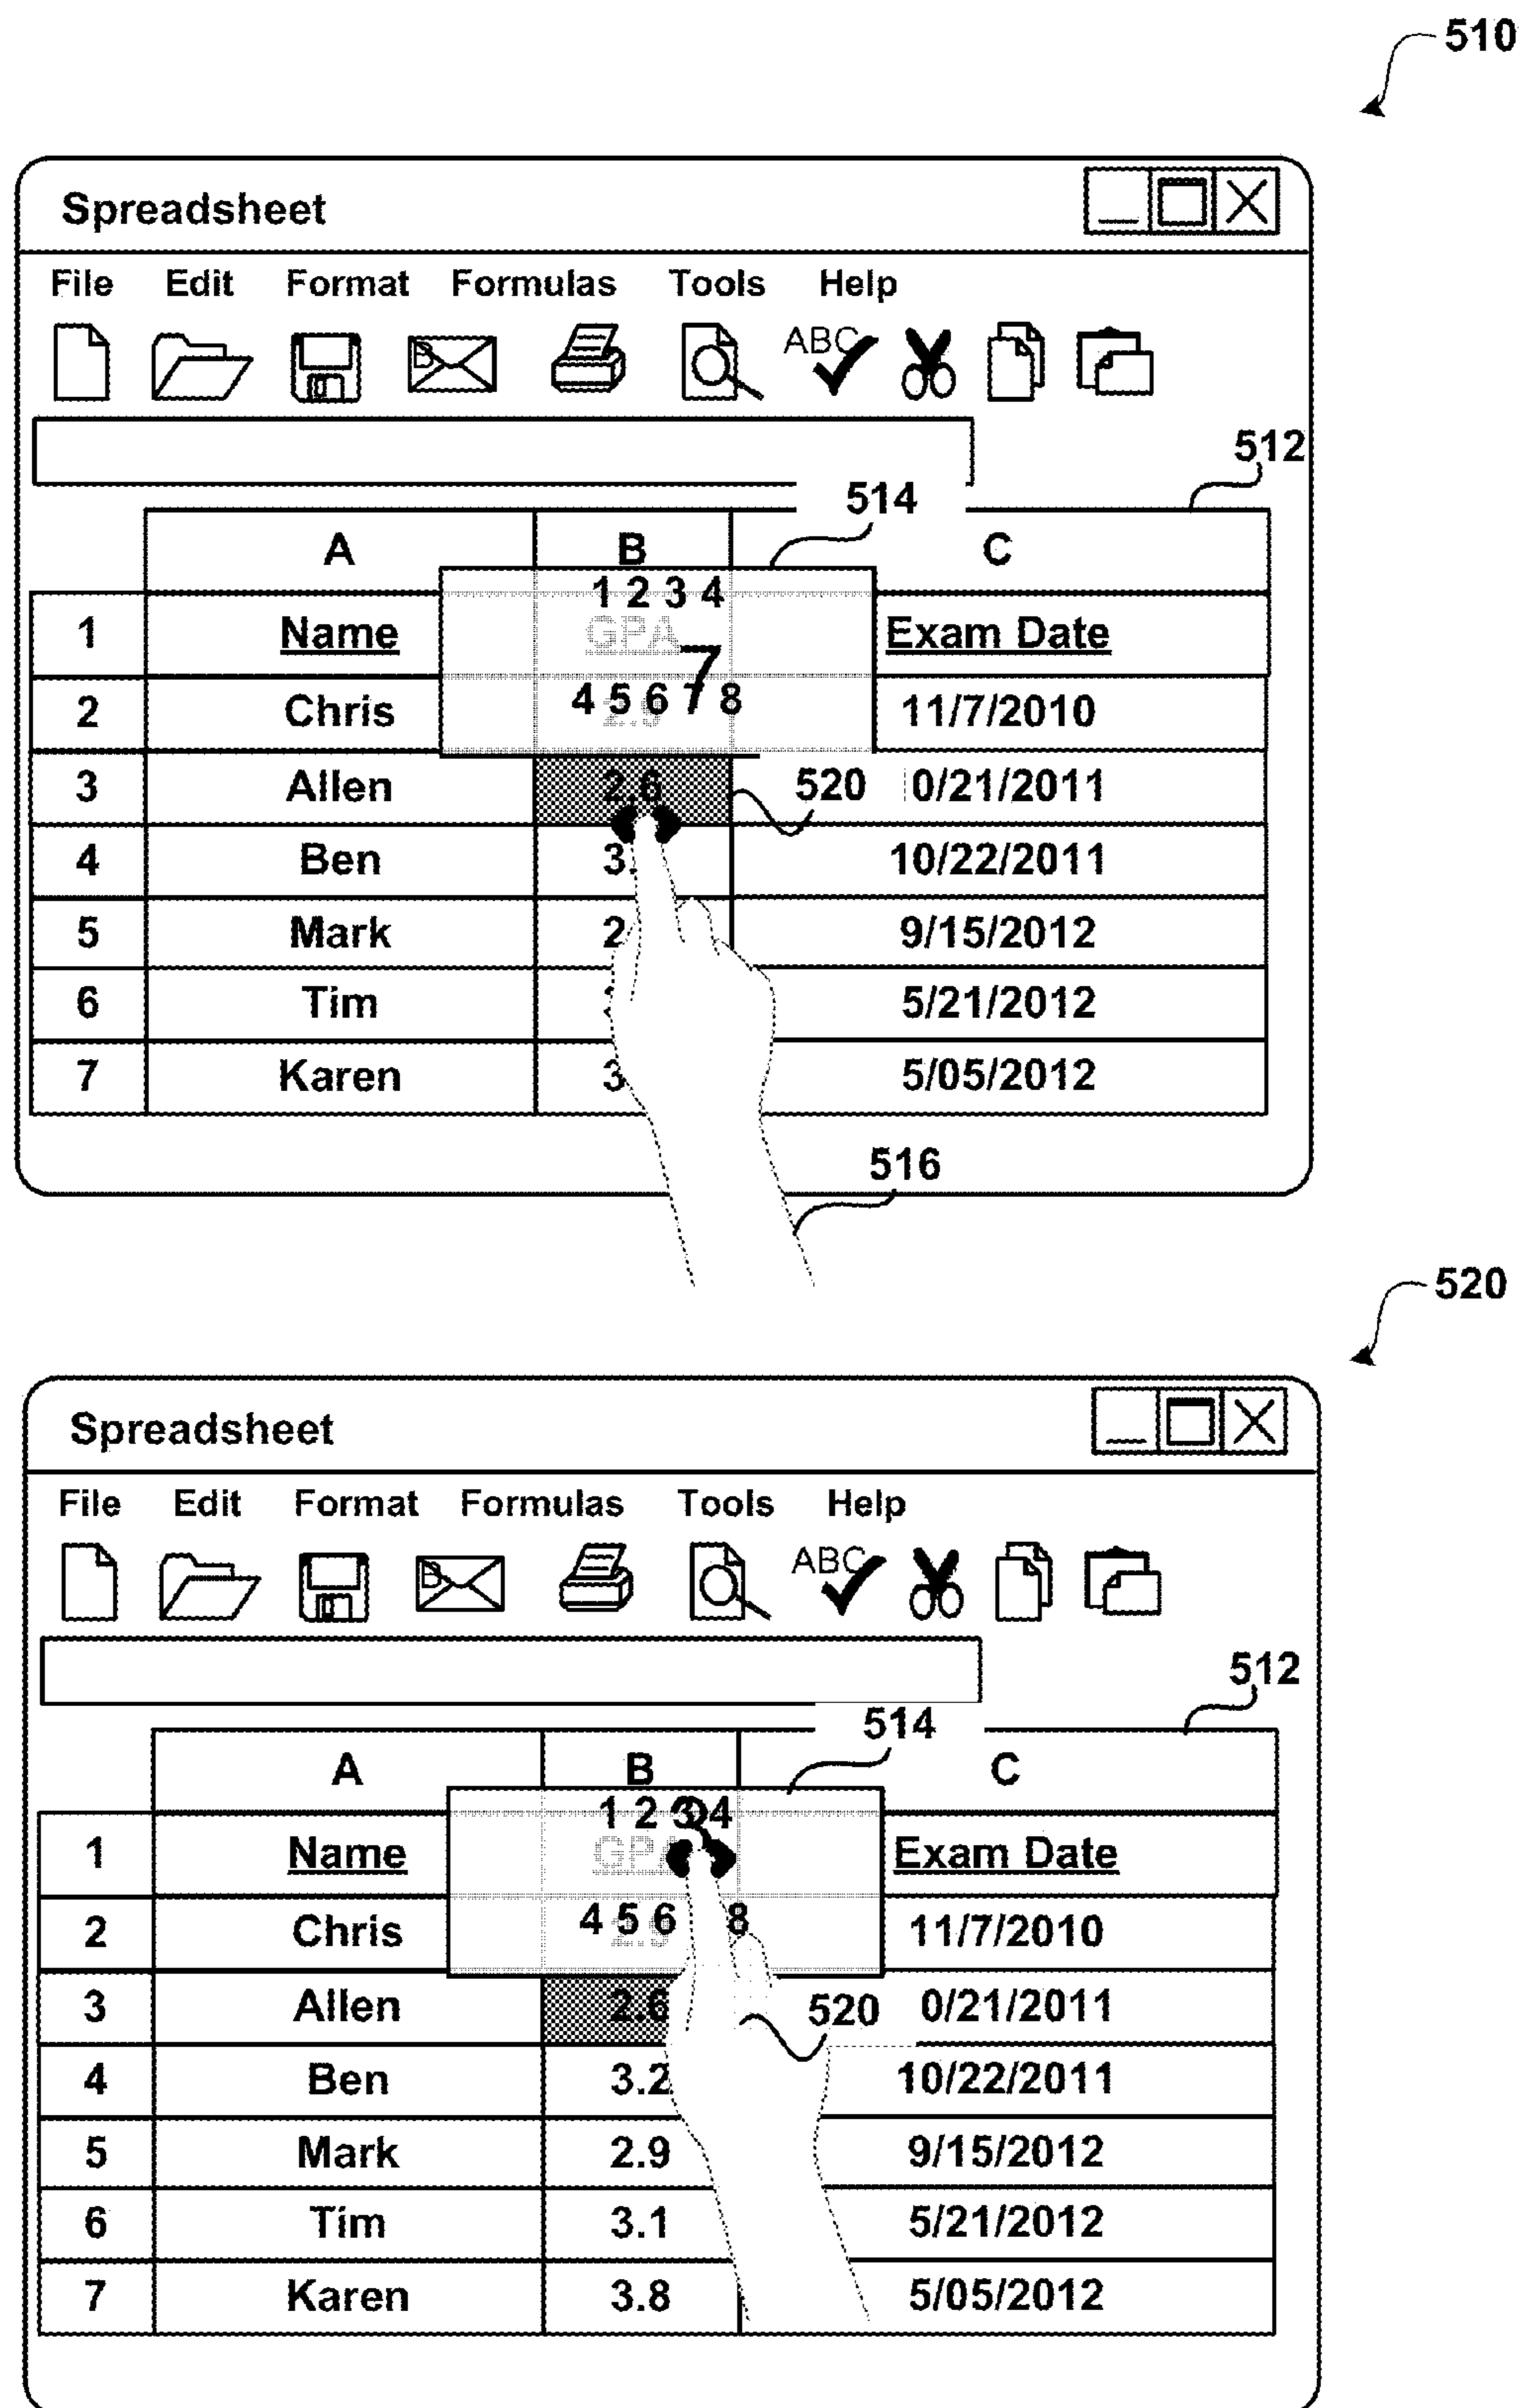 510
Spreadsheet
File Edit Format Formulas Tools Help
B ABC
512
514
A B C
1 2 3 4
1 Name GPA Exam Date
7
4 5 6 7 8
2 Chris 2.9 11/7/2010
3 Allen 2.6 520 0/21/2011
4 Ben 3. 10/22/2011
5 Mark 2 9/15/2012
6 Tim 5/21/2012
7 Karen 3 5/05/2012
516
520
Spreadsheet
File Edit Format Formulas Tools Help
B ABC
512
514
A B C
1 2 3 4
1 Name GPA Exam Date
4 5 6 8
2 Chris 2.9 11/7/2010
3 Allen 2.6 520 0/21/2011
4 Ben 3.2 10/22/2011
5 Mark 2.9 9/15/2012
6 Tim 3.1 5/21/2012
7 Karen 3.8 5/05/2012